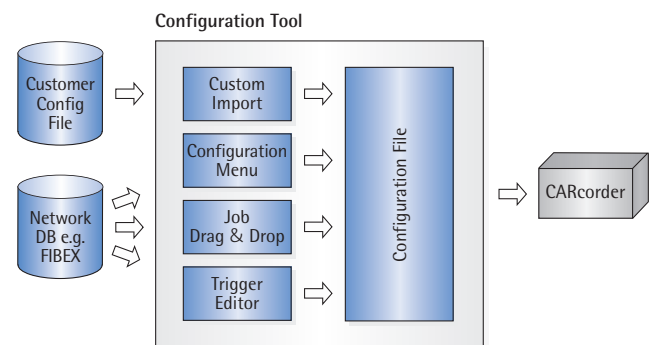 Configuration Tool
Customer
Config
File
Network
DB e.g.
FIBEX
Custom
Import
Configuration
Menu
Job
Drag & Drop
Trigger
Editor
Configuration File
CARcorder